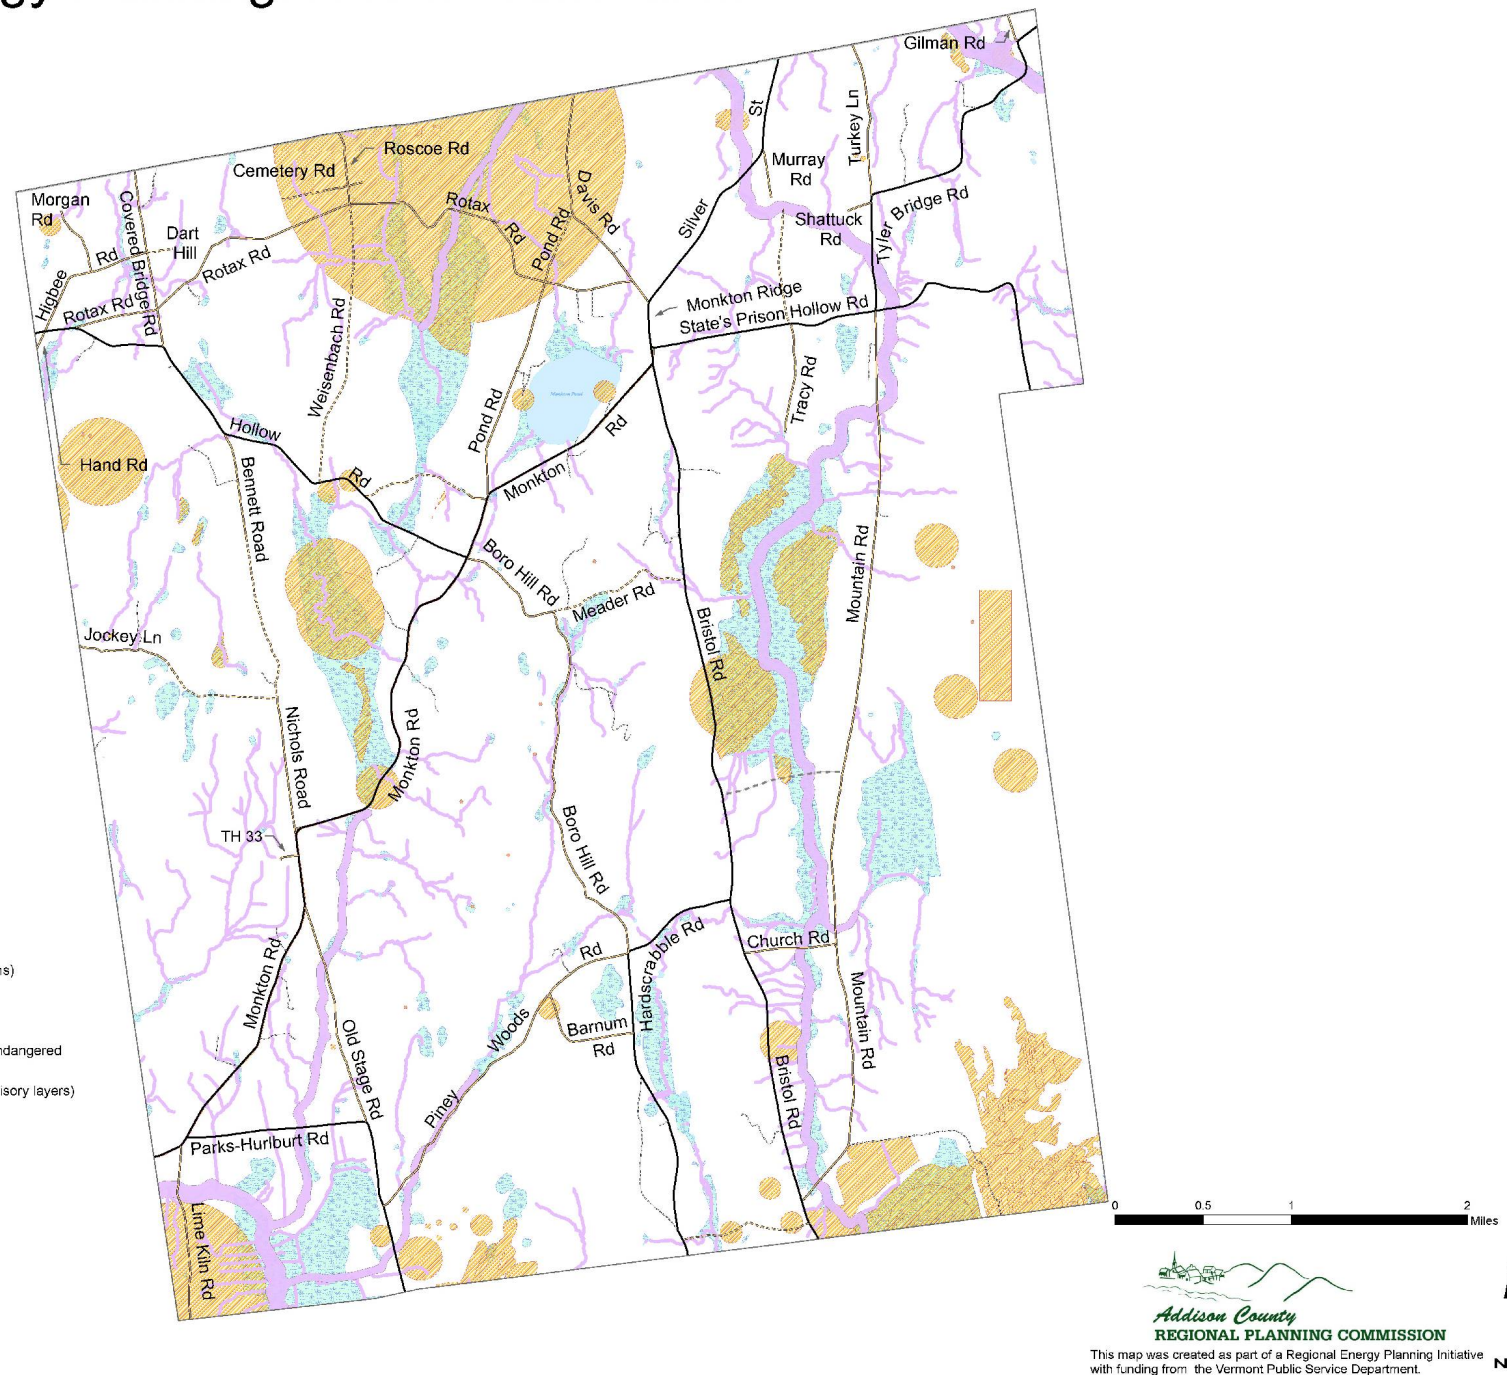 Gilman Rd
St
Turkey Ln
Roscoe Rd
Cemetery Rd
Murray
Rd
Morgan
Rd
Covered Bridge Rd
Rotax
Rd
Davis Rd
Pond Rd
Silver
Shattuck
Rd
Tyler
Bridge Rd
Dart
Hill
Rd
Rotax Rd
Higbee
Rotax Rd
Monkton Ridge
State's Prison Hollow Rd
Weisenbach Rd
Tracy Rd
Monkton Pond
Pond Rd
Rd
Hollow
Hand Rd
Rd
Monkton
Bennett Road
Mountain Rd
Boro Hill Rd
Meader Rd
Bristol Rd
Jockey Ln
Nichols Road
Monkton Rd
TH 33
Boro Hill Rd
Hardscrabble Rd
Church Rd
Rd
Monkton Rd
Mountain Rd
Woods
Barnum
Rd
Old Stage Rd
Bristol Rd
Piney
Parks-Hurlburt Rd
Lime Kiln Rd
ndangered
isory layers)
0 0.5 1 2
Miles
Addison County
REGIONAL PLANNING COMMISSION
This map was created as part of a Regional Energy Planning Initiative
with funding from the Vermont Public Service Department.
N